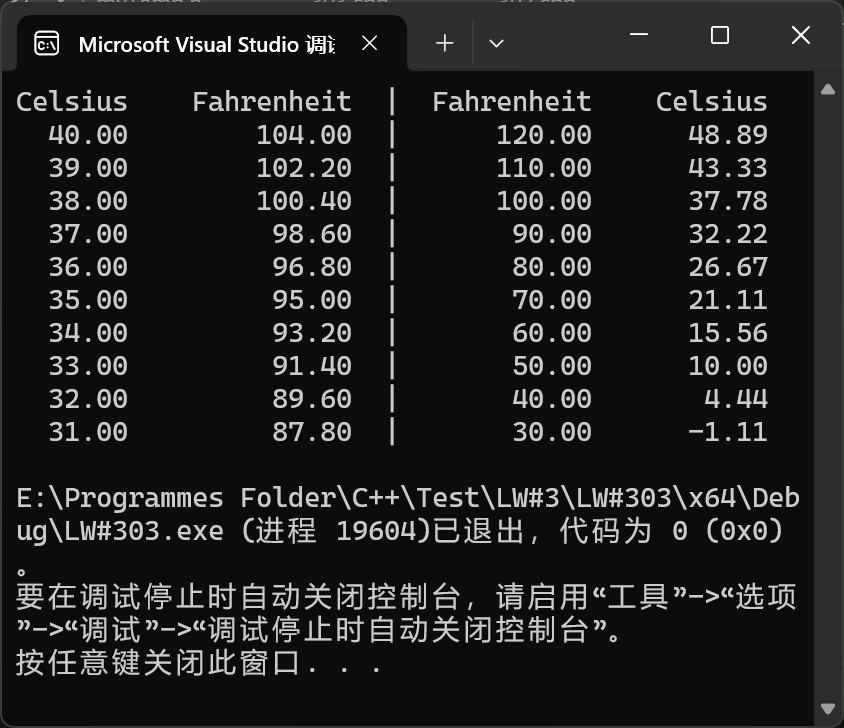 Microsoft Visual Studio 调
Celsius    Fahrenheit  |  Fahrenheit    Celsius
  40.00        104.00  |      120.00      48.89
  39.00        102.20  |      110.00      43.33
  38.00        100.40  |      100.00      37.78
  37.00         98.60  |       90.00      32.22
  36.00         96.80  |       80.00      26.67
  35.00         95.00  |       70.00      21.11
  34.00         93.20  |       60.00      15.56
  33.00         91.40  |       50.00      10.00
  32.00         89.60  |       40.00       4.44
  31.00         87.80  |       30.00      -1.11
E:\Programmes Folder\C++\Test\LW#3\LW#303\x64\Deb
ug\LW#303.exe (进程 19604)已退出，代码为 0 (0x0)
。
要在调试停止时自动关闭控制台，请启用“工具”->“选项
”->“调试”->“调试停止时自动关闭控制台”。
按任意键关闭此窗口. . .